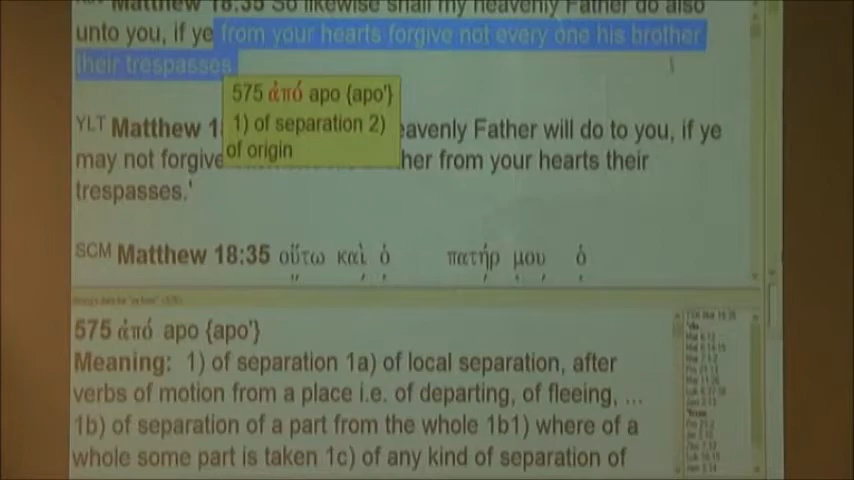 Matthew 18:35 So likewise shall my heavenly Father do also
unto you, if ye from your hearts forgive not every one his brother
their trespasses.
575 ἀπό apo {apo'}
1) of separation 2)
of origin
YLT Matthew 1 eavenly Father will do to you, if ye
may not forgive her from your hearts their
trespasses.'
SCM Matthew 18:35 οὕτω καὶ ὁ πατήρ μου ὁ
575 ἀπό apo {apo'}
Meaning: 1) of separation 1a) of local separation, after
verbs of motion from a place i.e. of departing, of fleeing, ...
1b) of separation of a part from the whole 1b1) where of a
whole some part is taken 1c) of any kind of separation of